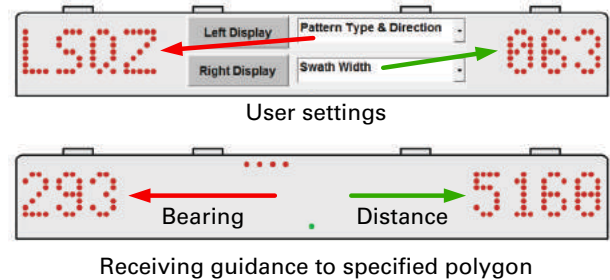 LSQZ
Left Display
Pattern Type & Direction
063
Right Display
Swath Width
User settings
293
Bearing
Distance
5160
Receiving guidance to specified polygon